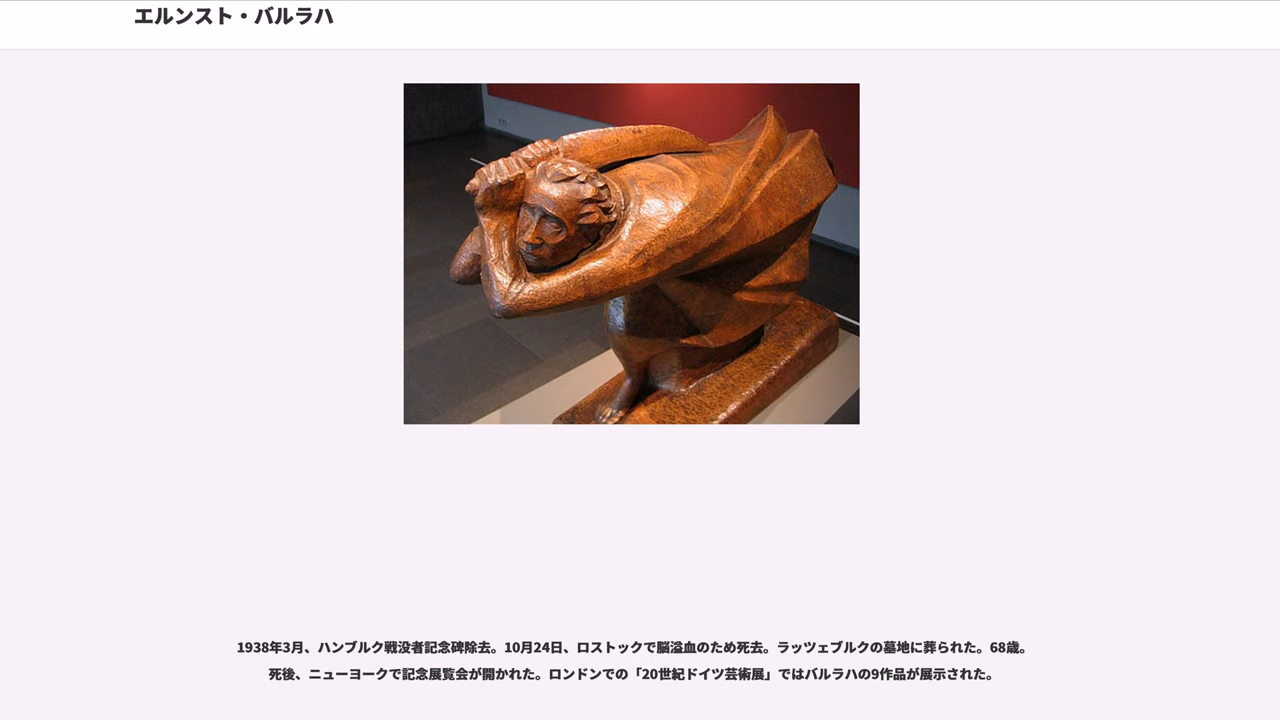 エルンスト・バルラハ
1938年3月、ハンブルク戦没者記念碑除去。10月24日、ロストックで脳溢血のため死去。ラッツェブルクの墓地に葬られた。68歳。
死後、ニューヨークで記念展覧会が開かれた。ロンドンでの「20世紀ドイツ芸術展」ではバルラハの9作品が展示された。